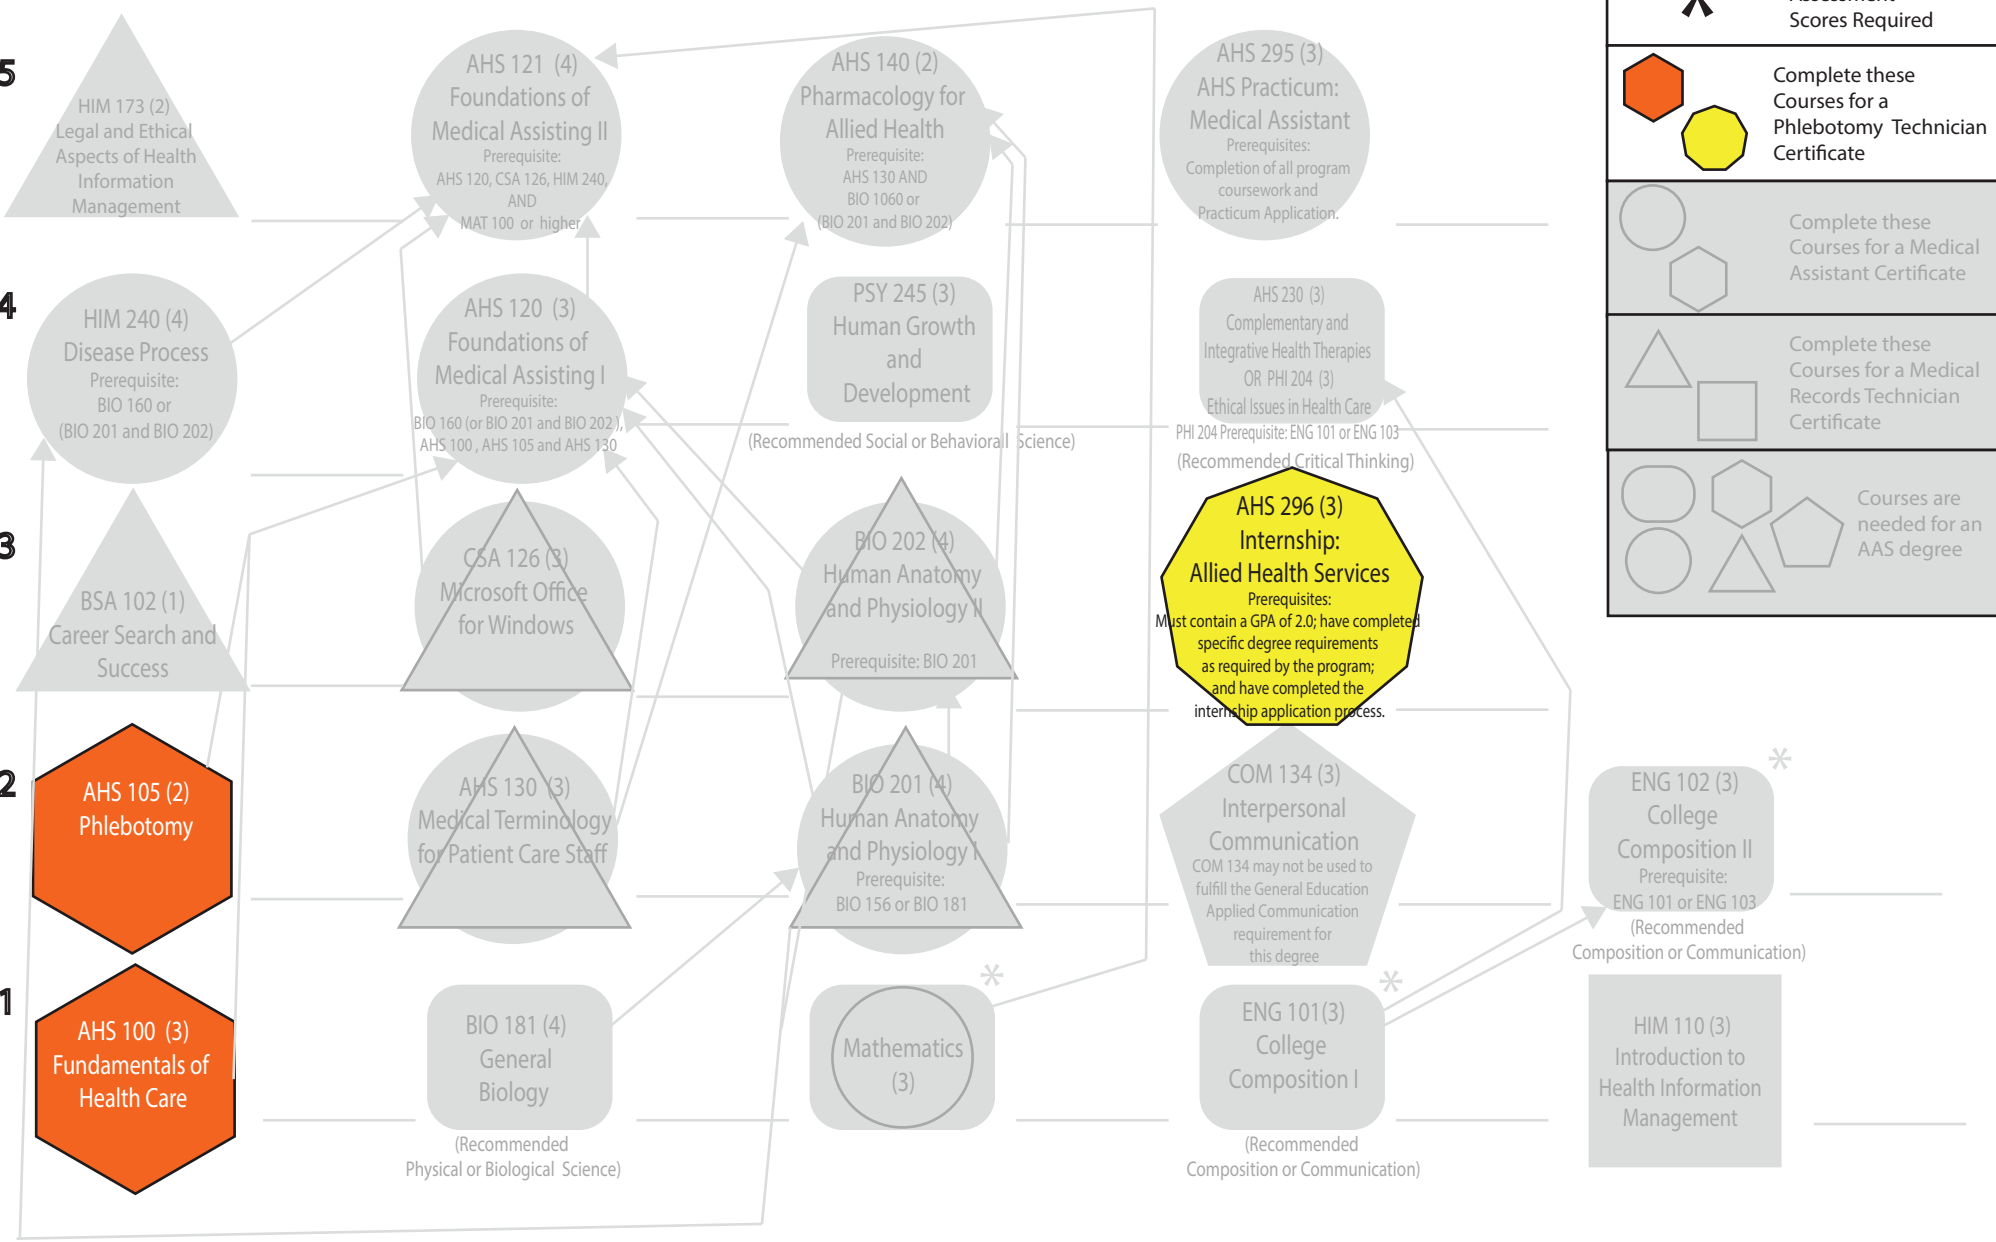 Assessment
Scores Required
Complete these
Courses for a
Phlebotomy Technician
Certificate
Complete these
Courses for a Medical
Assistant Certificate
Complete these
Courses for a Medical
Records Technician
Certificate
Courses are
needed for an
AAS degree
5
HIM 173 (2)
Legal and Ethical
Aspects of Health
Information
Management
AHS 121 (4)
Foundations of
Medical Assisting II
Prerequisite:
AHS 120, CSA 126, HIM 240,
AND
MAT 100 or higher
AHS 140 (2)
Pharmacology for
Allied Health
Prerequisite:
AHS 130 AND
BIO 1060 or
(BIO 201 and BIO 202)
AHS 295 (3)
AHS Practicum:
Medical Assistant
Prerequisites:
Completion of all program
coursework and
Practicum Application.
4
HIM 240 (4)
Disease Process
Prerequisite:
BIO 160 or
(BIO 201 and BIO 202)
AHS 120 (3)
Foundations of
Medical Assisting I
Prerequisite:
BIO 160 (or BIO 201 and BIO 202 ),
AHS 100 , AHS 105 and AHS 130
PSY 245 (3)
Human Growth
and
Development
(Recommended Social or Behaviorall Science)
AHS 230 (3)
Complementary and
Integrative Health Therapies
OR PHI 204 (3)
Ethical Issues in Health Care
PHI 204 Prerequisite: ENG 101 or ENG 103
(Recommended Critical Thinking)
3
BSA 102 (1)
Career Search and
Success
CSA 126 (3)
Microsoft Office
for Windows
BIO 202 (4)
Human Anatomy
and Physiology II
Prerequisite: BIO 201
AHS 296 (3)
Internship:
Allied Health Services
Prerequisites:
Must contain a GPA of 2.0; have completed
specific degree requirements
as required by the program;
and have completed the
internship application process.
2
AHS 105 (2)
Phlebotomy
AHS 130 (3)
Medical Terminology
for Patient Care Staff
BIO 201 (4)
Human Anatomy
and Physiology I
Prerequisite:
BIO 156 or BIO 181
COM 134 (3)
Interpersonal
Communication
COM 134 may not be used to
fulfill the General Education
Applied Communication
requirement for
this degree
ENG 102 (3)
College
Composition II
Prerequisite:
ENG 101 or ENG 103
(Recommended
Composition or Communication)
1
AHS 100 (3)
Fundamentals of
Health Care
BIO 181 (4)
General
Biology
(Recommended
Physical or Biological Science)
Mathematics
(3)
ENG 101(3)
College
Composition I
(Recommended
Composition or Communication)
HIM 110 (3)
Introduction to
Health Information
Management